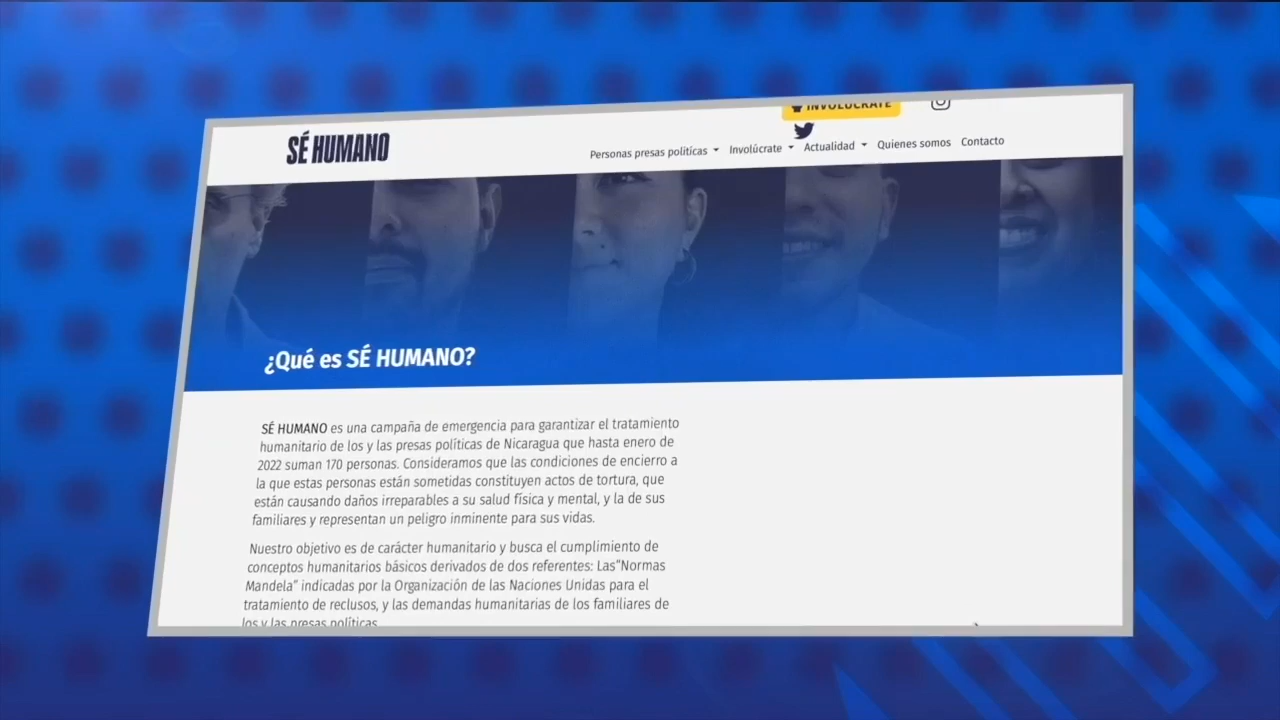 INVOLÚCRATE
SÉ HUMANO
Personas presas políticas
Involúcrate
Actualidad
Quienes somos
Contacto
¿Qué es SÉ HUMANO?
SÉ HUMANO es una campaña de emergencia para garantizar el tratamiento
humanitario de los y las presas políticas de Nicaragua que hasta enero de
2022 suman 170 personas. Consideramos que las condiciones de encierro a
la que estas personas están sometidas constituyen actos de tortura, que
están causando daños irreparables a su salud física y mental, y la de sus
familiares y representan un peligro inminente para sus vidas.
Nuestro objetivo es de carácter humanitario y busca el cumplimiento de
conceptos humanitarios básicos derivados de dos referentes: Las"Normas
Mandela" indicadas por la Organización de las Naciones Unidas para el
tratamiento de reclusos, y las demandas humanitarias de los familiares de
los y las presas políticas